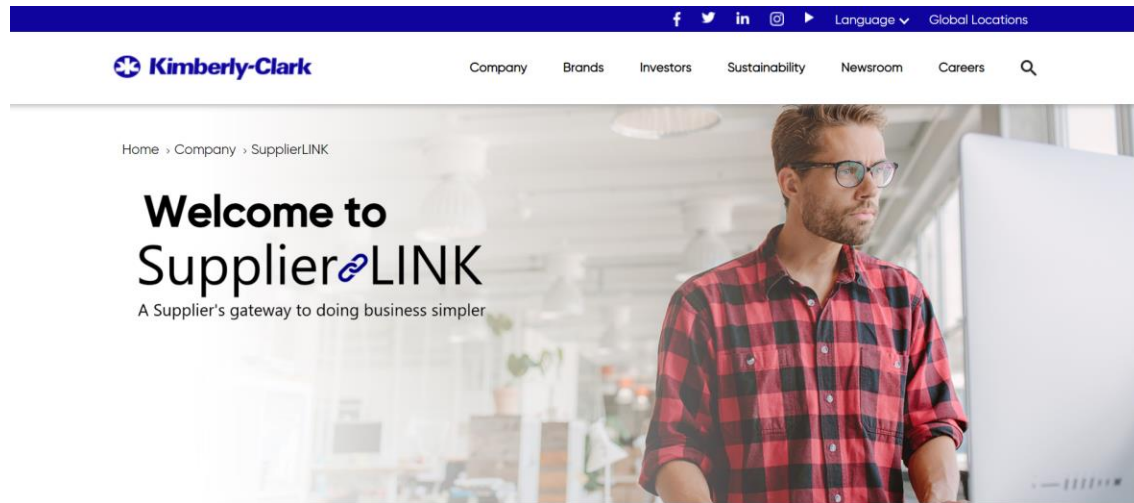 Language
Global Locations
Kimberly-Clark
Company
Brands
Investors
Sustainability
Newsroom
Careers
Home › Company › SupplierLINK
Welcome to
SupplierLINK
A Supplier's gateway to doing business simpler